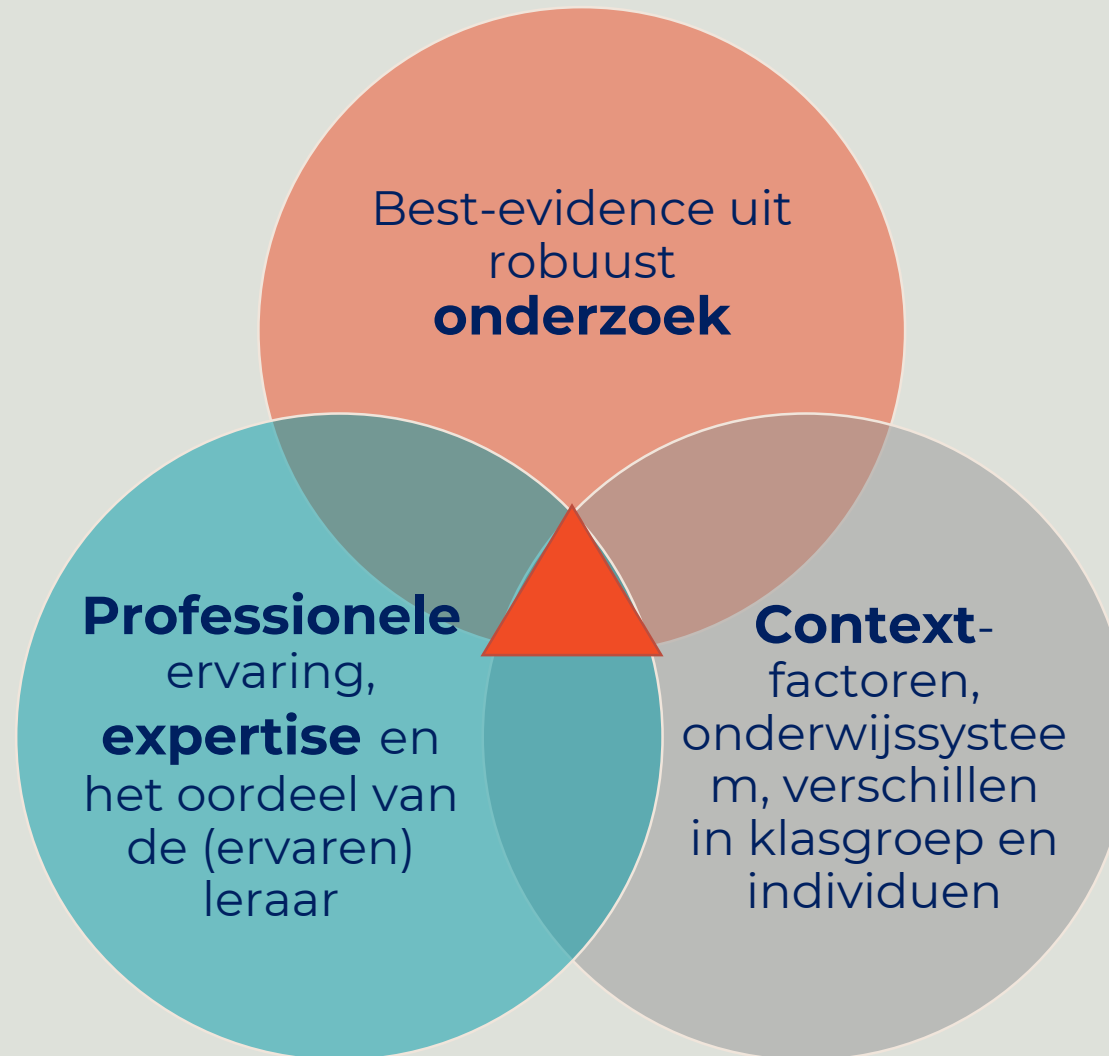 Best-evidence uit
robuust
onderzoek
Professionele
ervaring,
expertise en
het oordeel van
de (ervaren)
leraar
Context-
factoren,
onderwijssystee
m, verschillen
in klasgroep en
individuen